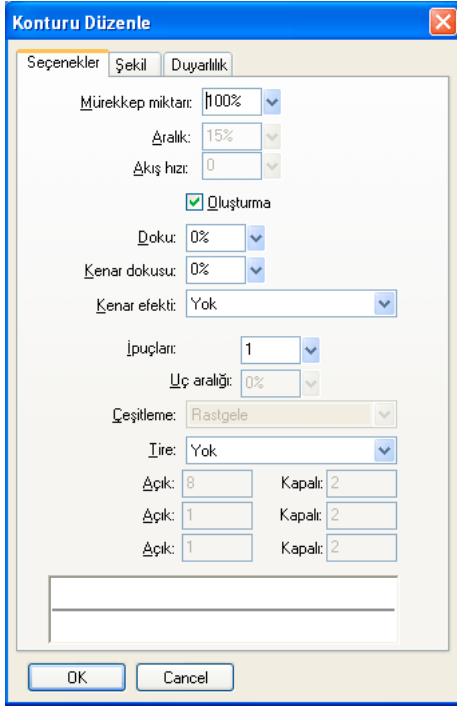 Konturu Düzenle
Seçenekler Şekil Duyarlılık
Mürekkep miktarı: 100%
Aralık: 15%
Akış hızı: 0
Oluşturma
Doku: 0%
Kenar dokusu: 0%
Kenar efekti: Yok
İpuçları: 1
Uç aralığı: 0%
Çeşitleme: Rastgele
Tire: Yok
Açık: 8 Kapalı: 2
Açık: 1 Kapalı: 2
Açık: 1 Kapalı: 2
OK Cancel